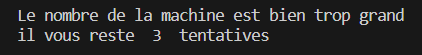 Le nombre de la machine est bien trop grand
il vous reste  3  tentatives